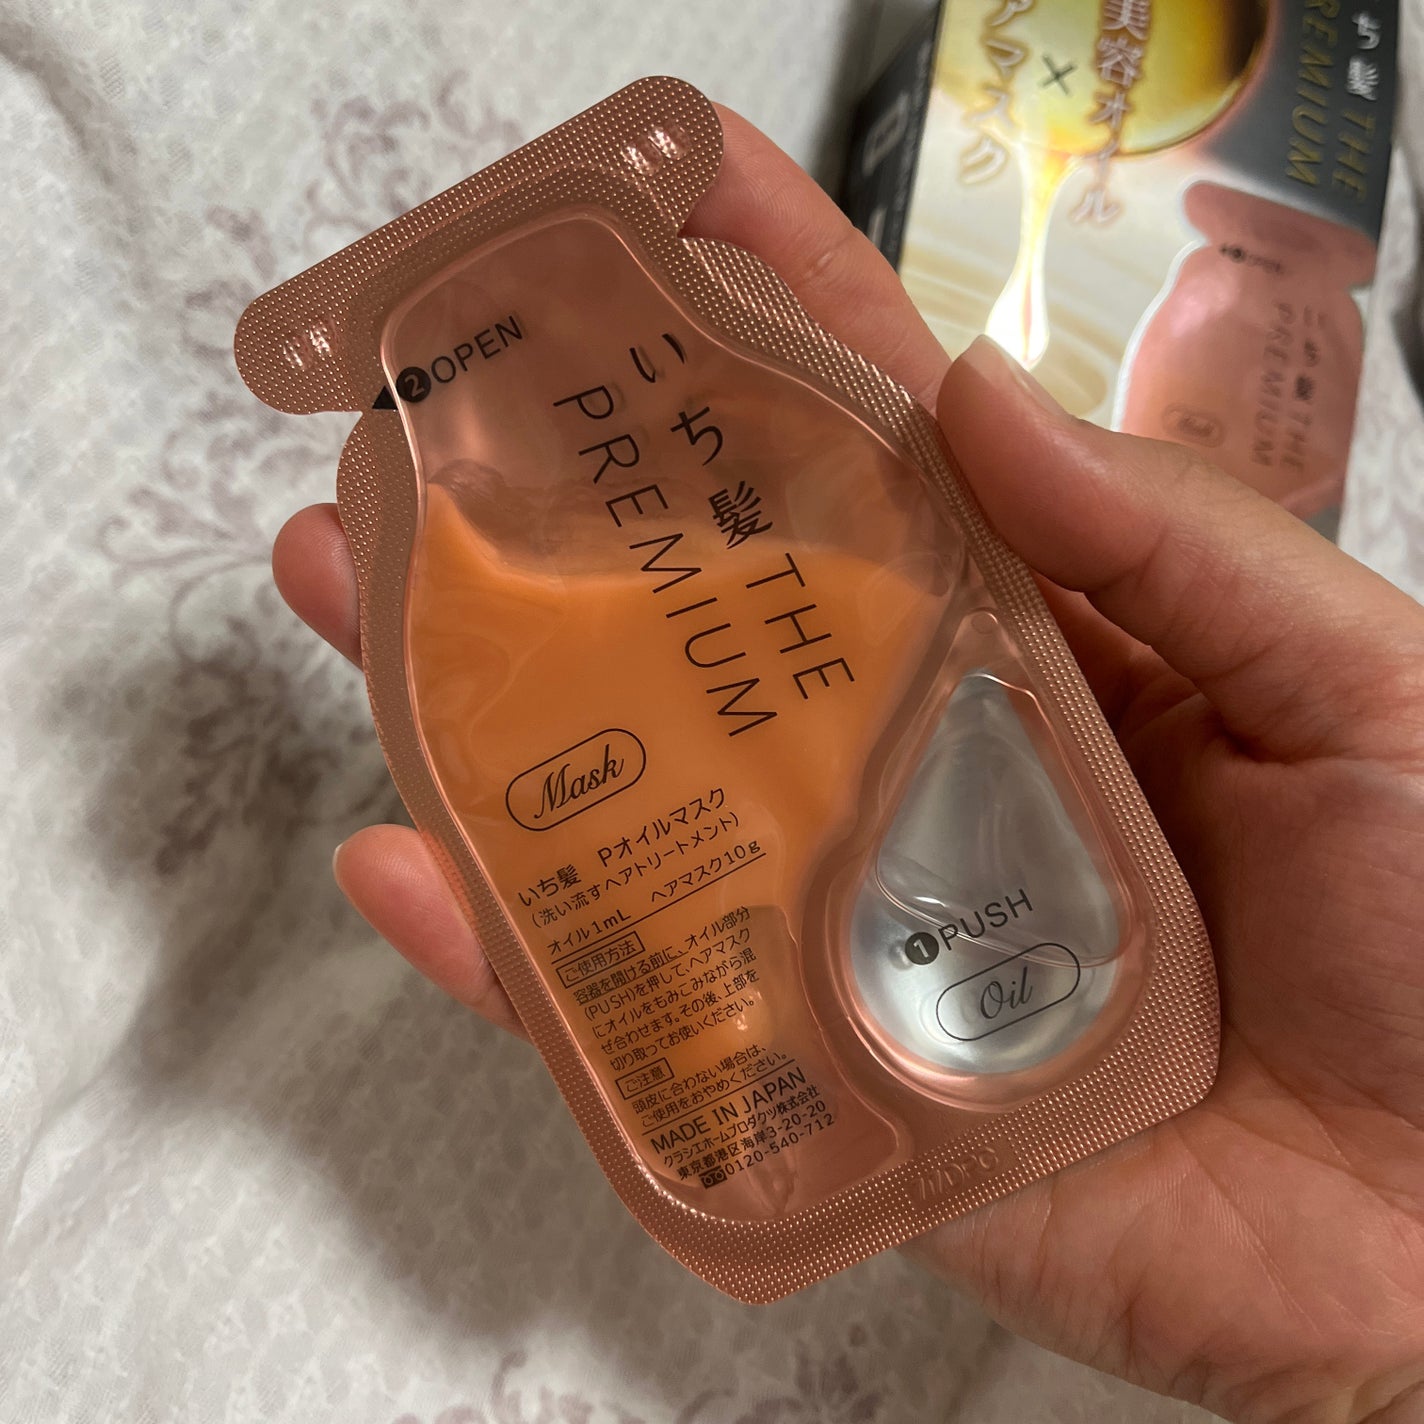 ❷OPEN
いち髪 THE
PREMIUM
Mask
いち髪 Pオイルマスク
(洗い流すヘアトリートメント)
オイル1mL ヘアマスク10g
ご使用方法
容器を開ける前に、オイル部分
(PUSH)を押して、ヘアマスク
にオイルをもみこみながら混
ぜ合わせます。その後、上部を
切り取ってお使いください。
ご注意
頭皮に合わない場合は、
ご使用をおやめください。
MADE IN JAPAN
クラシエホームプロダクツ株式会社
東京都港区海岸3-20-20
0120-540-712
❶PUSH
Oil
美容オイル
×
アマスク
ち髪 THE
REMIUM
OPEN
いち髪 THE
PREMIUM